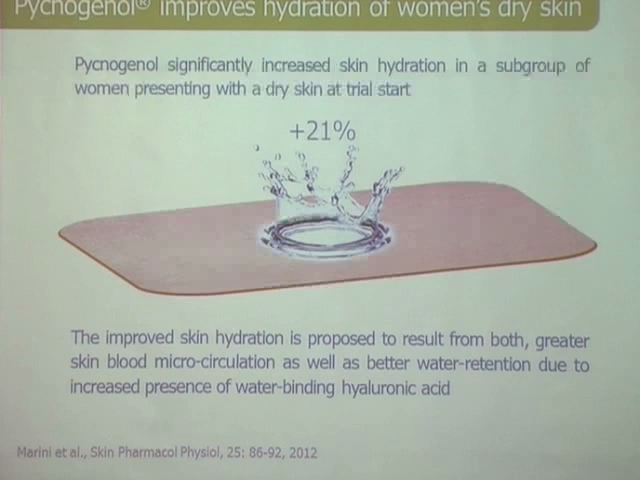 Pycnogenol® improves hydration of women's dry skin
Pycnogenol significantly increased skin hydration in a subgroup of
women presenting with a dry skin at trial start
+21%
The improved skin hydration is proposed to result from both, greater
skin blood micro-circulation as well as better water-retention due to
increased presence of water-binding hyaluronic acid
Marini et al., Skin Pharmacol Physiol, 25: 86-92, 2012